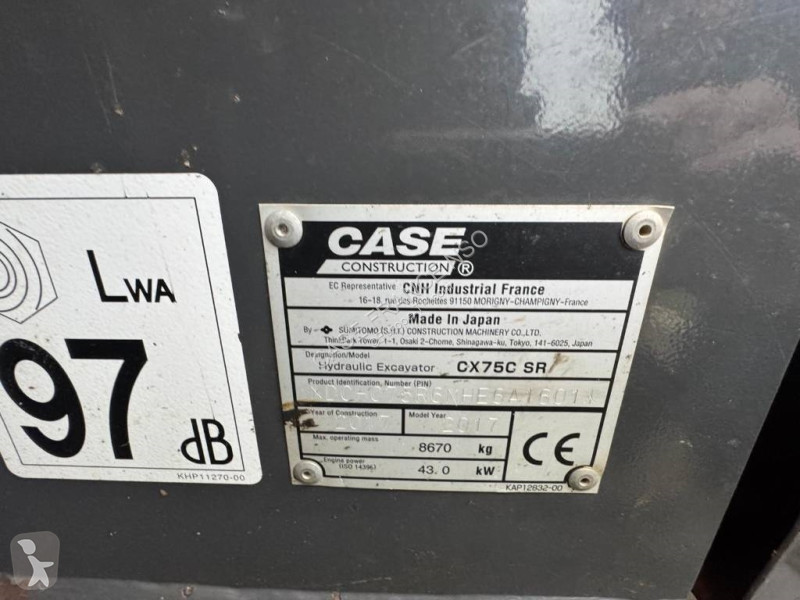 LWA
97
dB
KHP11270-00
CASE
CONSTRUCTION ®
EC Representative CNH Industrial France
16-18, rue des Rochettes 91150 MORIGNY-CHAMPIGNY-France
Made in Japan
By SUMITOMO (S.H.I.) CONSTRUCTION MACHINERY CO.,LTD.
ThinkPark Tower, 1-1, Osaki 2-Chome, Shinagawa-ku, Tokyo, 141-6025, Japan
Designation/Model
Hydraulic Excavator CX75C SR
Product Identification, Number (PIN)
Year of Construction 2017 Model Year 2017
Max. operating mass 8670 kg
Engine power (ISO 14396) 43.0 kW
CE
KAP12832-00